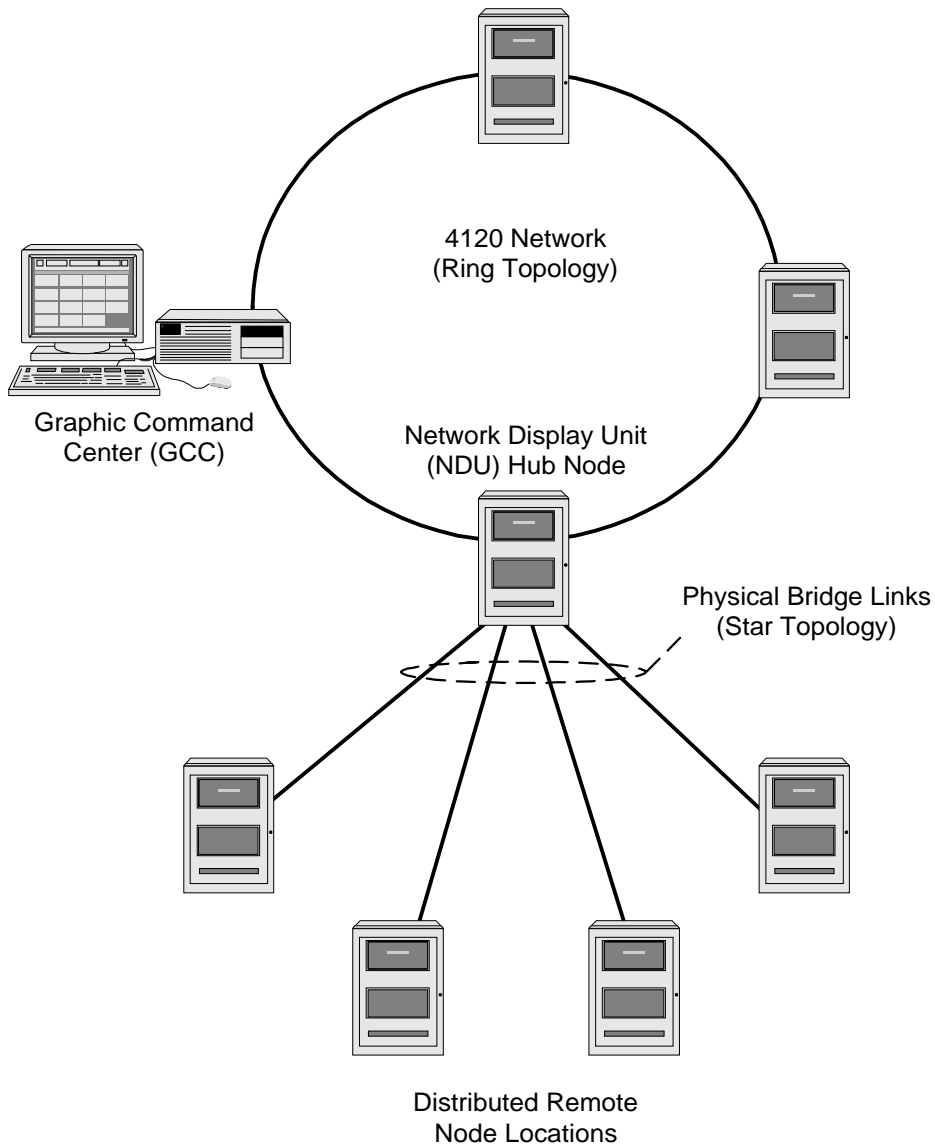 4120 Network
(Ring Topology)
Graphic Command
Center (GCC)
Network Display Unit
(NDU) Hub Node
Physical Bridge Links
(Star Topology)
Distributed Remote
Node Locations